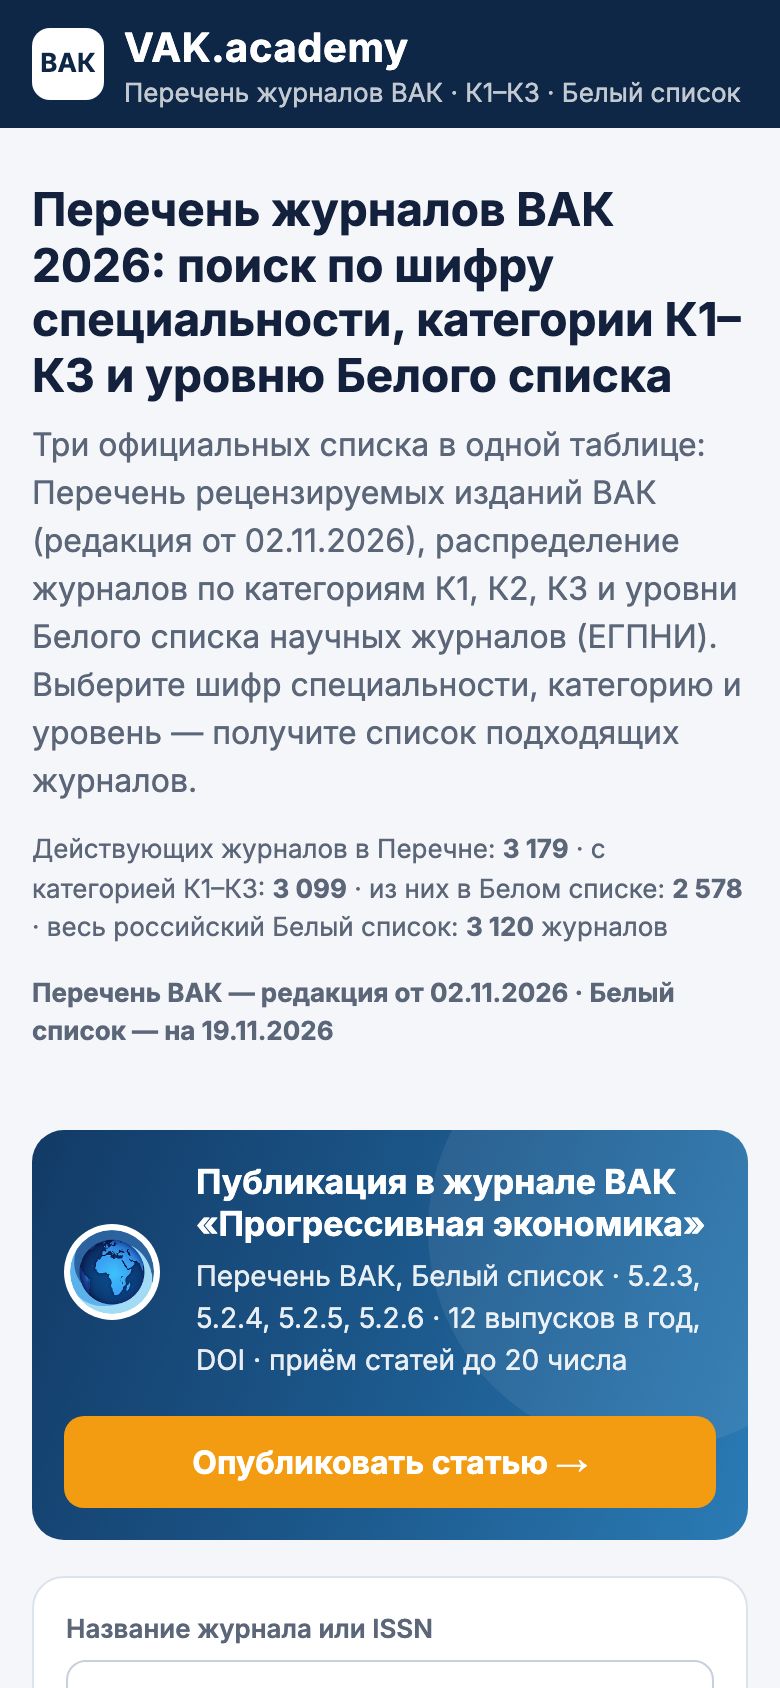 ВАК
VAK.academy
Перечень журналов ВАК · К1–К3 · Белый список
Перечень журналов ВАК
2026: поиск по шифру
специальности, категории К1–
К3 и уровню Белого списка
Три официальных списка в одной таблице:
Перечень рецензируемых изданий ВАК
(редакция от 02.11.2026), распределение
журналов по категориям К1, К2, К3 и уровни
Белого списка научных журналов (ЕГПНИ).
Выберите шифр специальности, категорию и
уровень — получите список подходящих
журналов.
Действующих журналов в Перечне: 3 179 · с
категорией К1–К3: 3 099 · из них в Белом списке: 2 578
· весь российский Белый список: 3 120 журналов
Перечень ВАК — редакция от 02.11.2026 · Белый
список — на 19.11.2026
Публикация в журнале ВАК
«Прогрессивная экономика»
Перечень ВАК, Белый список · 5.2.3,
5.2.4, 5.2.5, 5.2.6 · 12 выпусков в год,
DOI · приём статей до 20 числа
Опубликовать статью →
Название журнала или ISSN